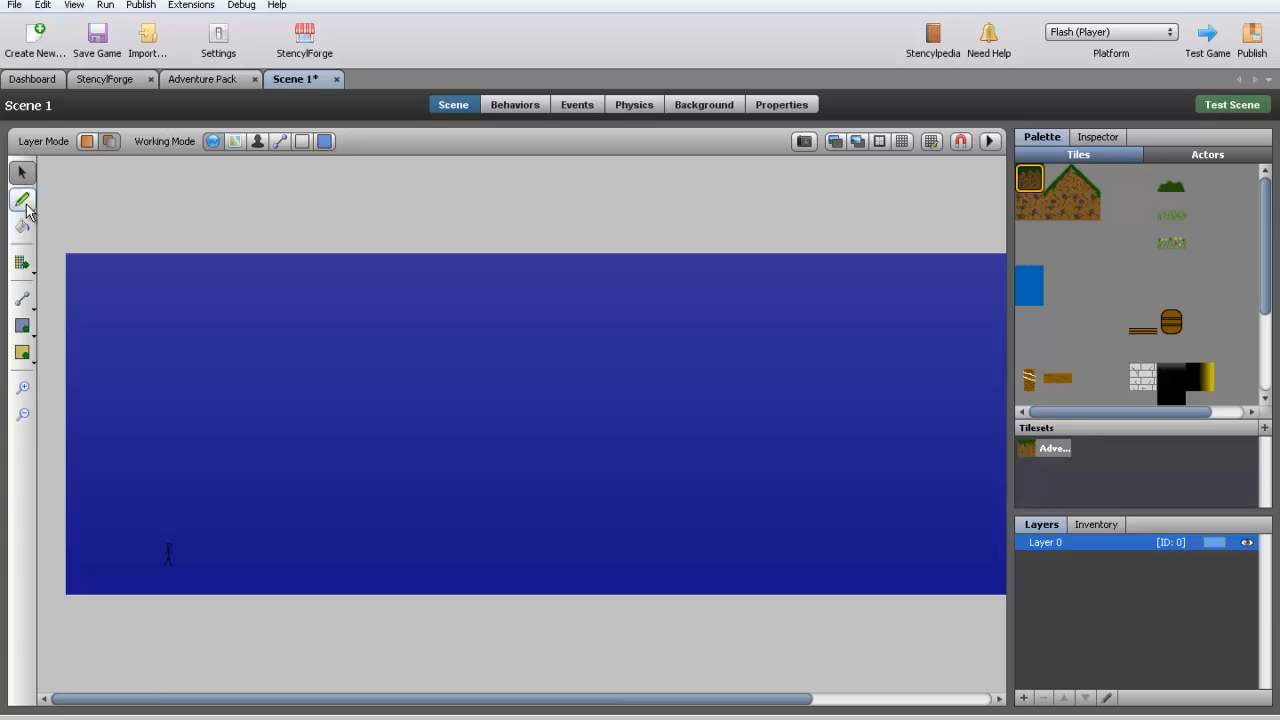 File Edit View Run Publish Extensions Debug Help
Create New... Save Game Import... Settings StencylForge Stencylpedia Need Help Flash (Player) Platform Test Game Publish
Dashboard StencylForge Adventure Pack Scene 1*
Scene 1 Scene Behaviors Events Physics Background Properties Test Scene
Layer Mode Working Mode Palette Inspector
Tiles Actors
Tilesets
Adve...
Layers Inventory
Layer 0 [ID: 0]